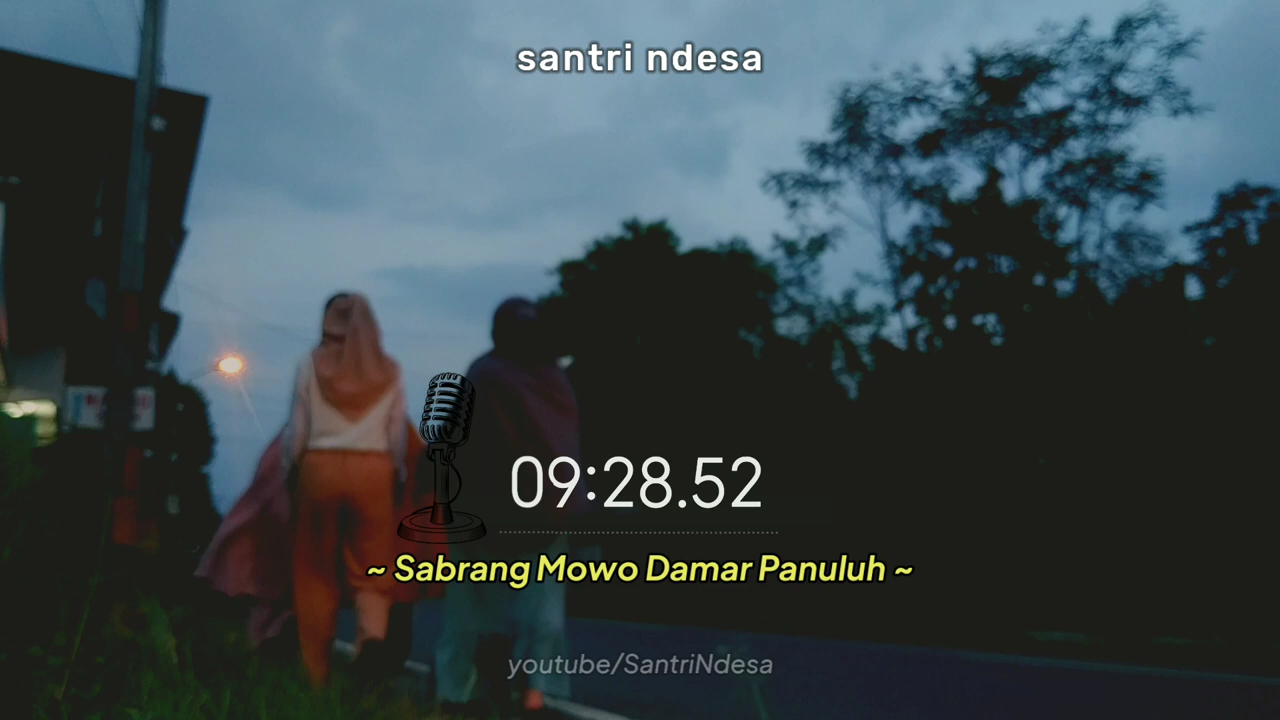 santri ndesa
09:28.52
~ Sabrang Mowo Damar Panuluh ~
youtube/SantriNdesa